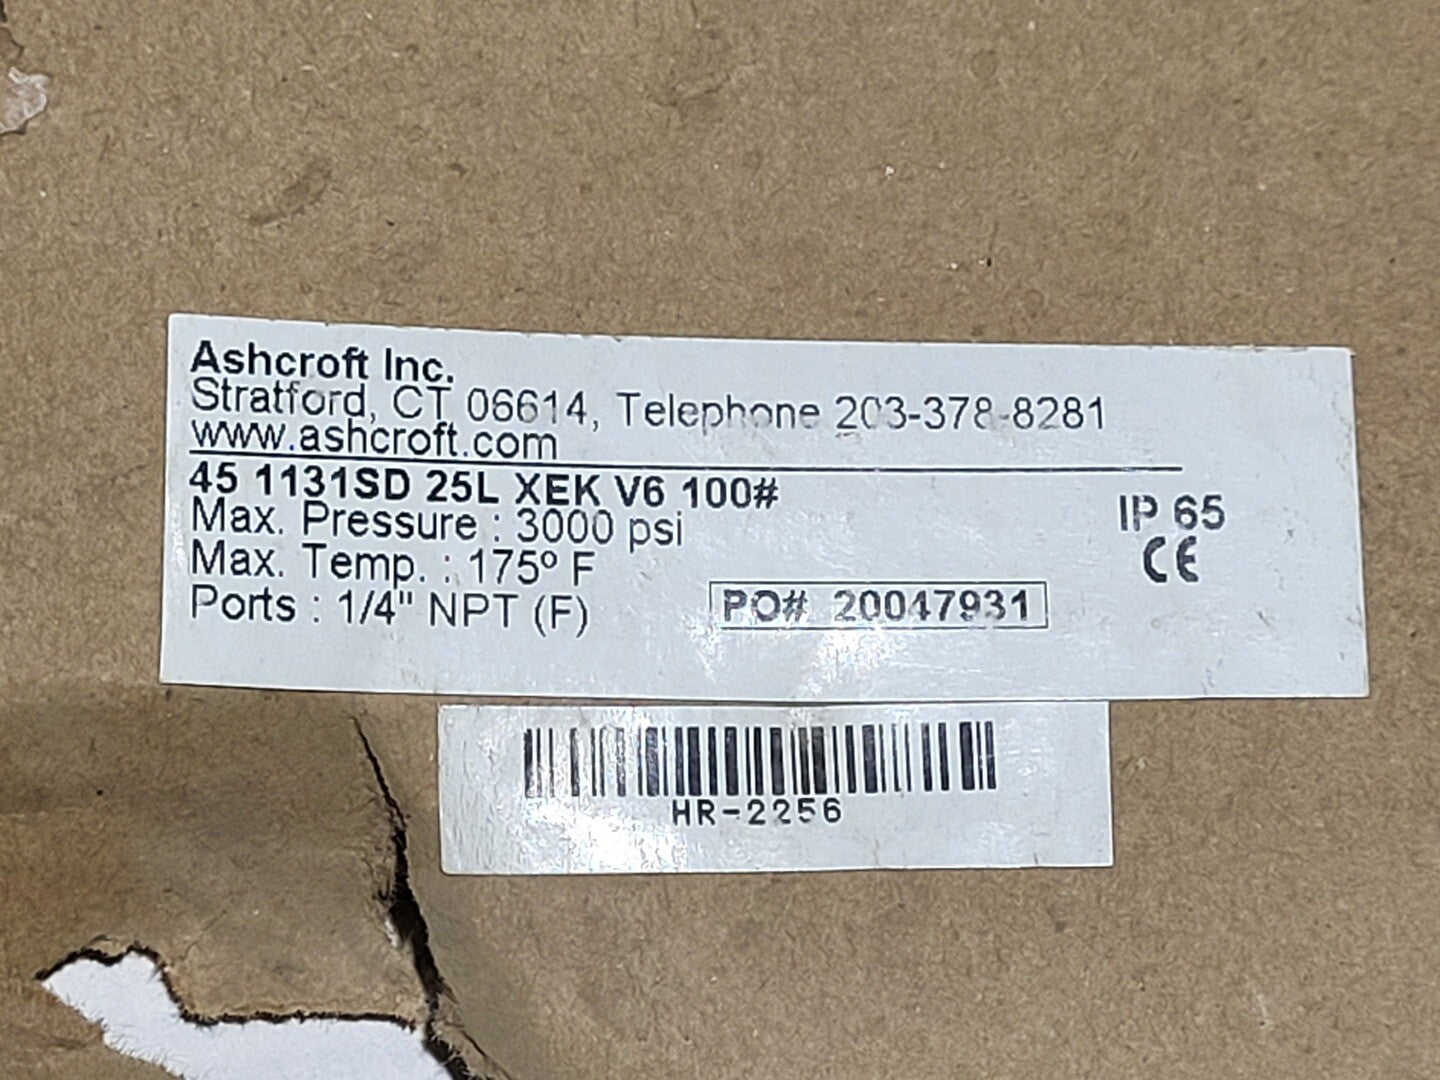 Ashcroft Inc.
Stratford, CT 06614, Telephone 203-378-8281
www.ashcroft.com
45 1131SD 25L XEK V6 100#
Max. Pressure : 3000 psi
IP 65
Max. Temp. : 175º F
CE
Ports : 1/4" NPT (F)
PO# 20047931
HR-2256